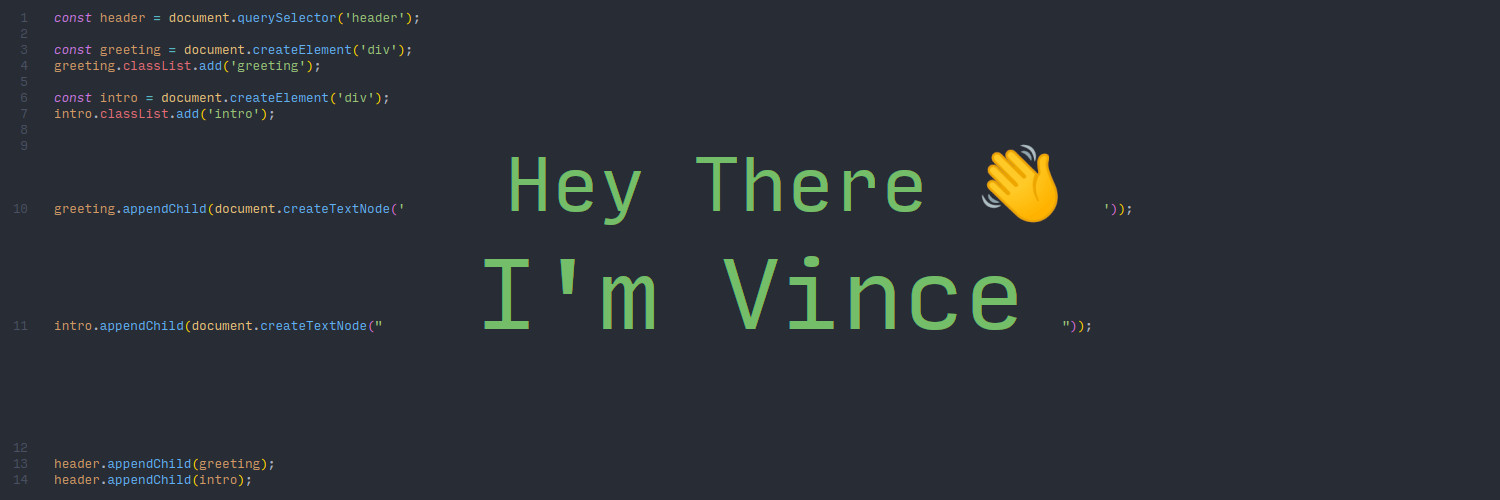 1 const header = document.querySelector('header');
2
3 const greeting = document.createElement('div');
4 greeting.classList.add('greeting');
5
6 const intro = document.createElement('div');
7 intro.classList.add('intro');
8
9
10 greeting.appendChild(document.createTextNode('Hey There 👋'));
11 intro.appendChild(document.createTextNode("I'm Vince"));
12
13 header.appendChild(greeting);
14 header.appendChild(intro);